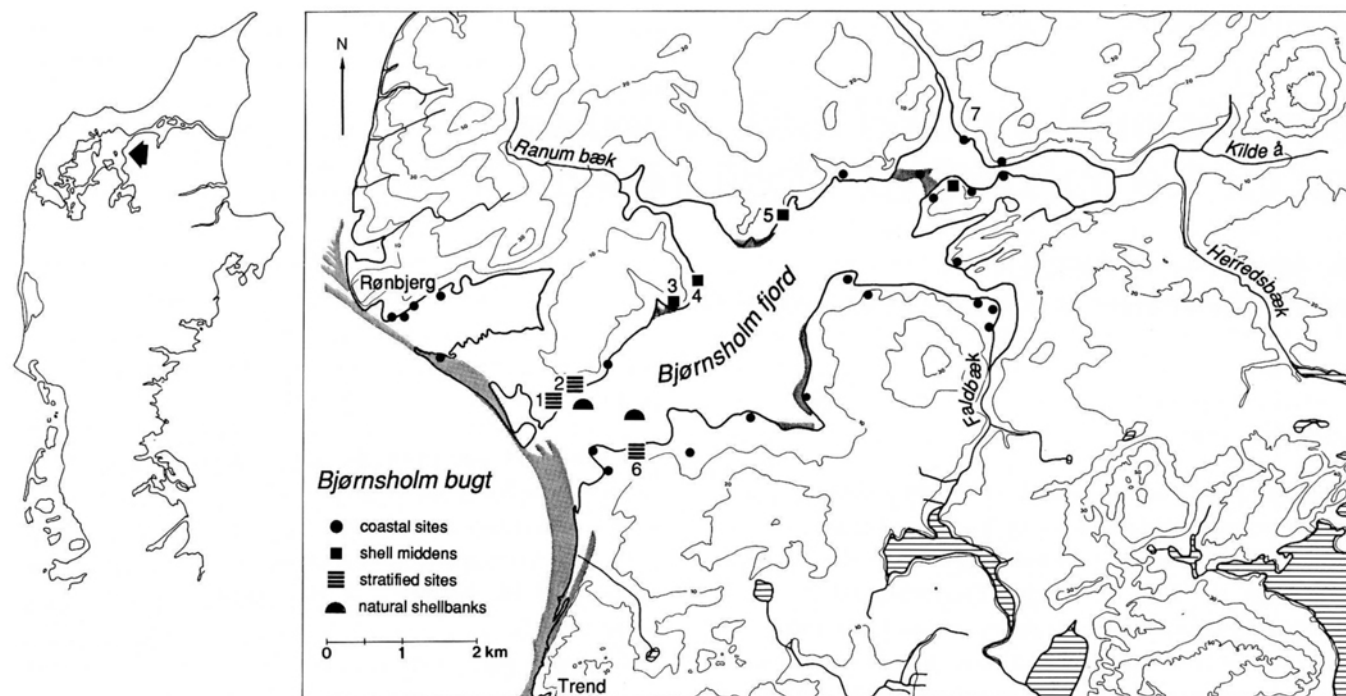 N
7
Ranum bæk
Kilde å
5
Rønbjerg
3
4
Herredsbæk
Bjørnsholm fjord
2
1
Faldbæk
6
Bjørnsholm bugt
coastal sites
shell middens
stratified sites
natural shellbanks
0 1 2 km
Trend